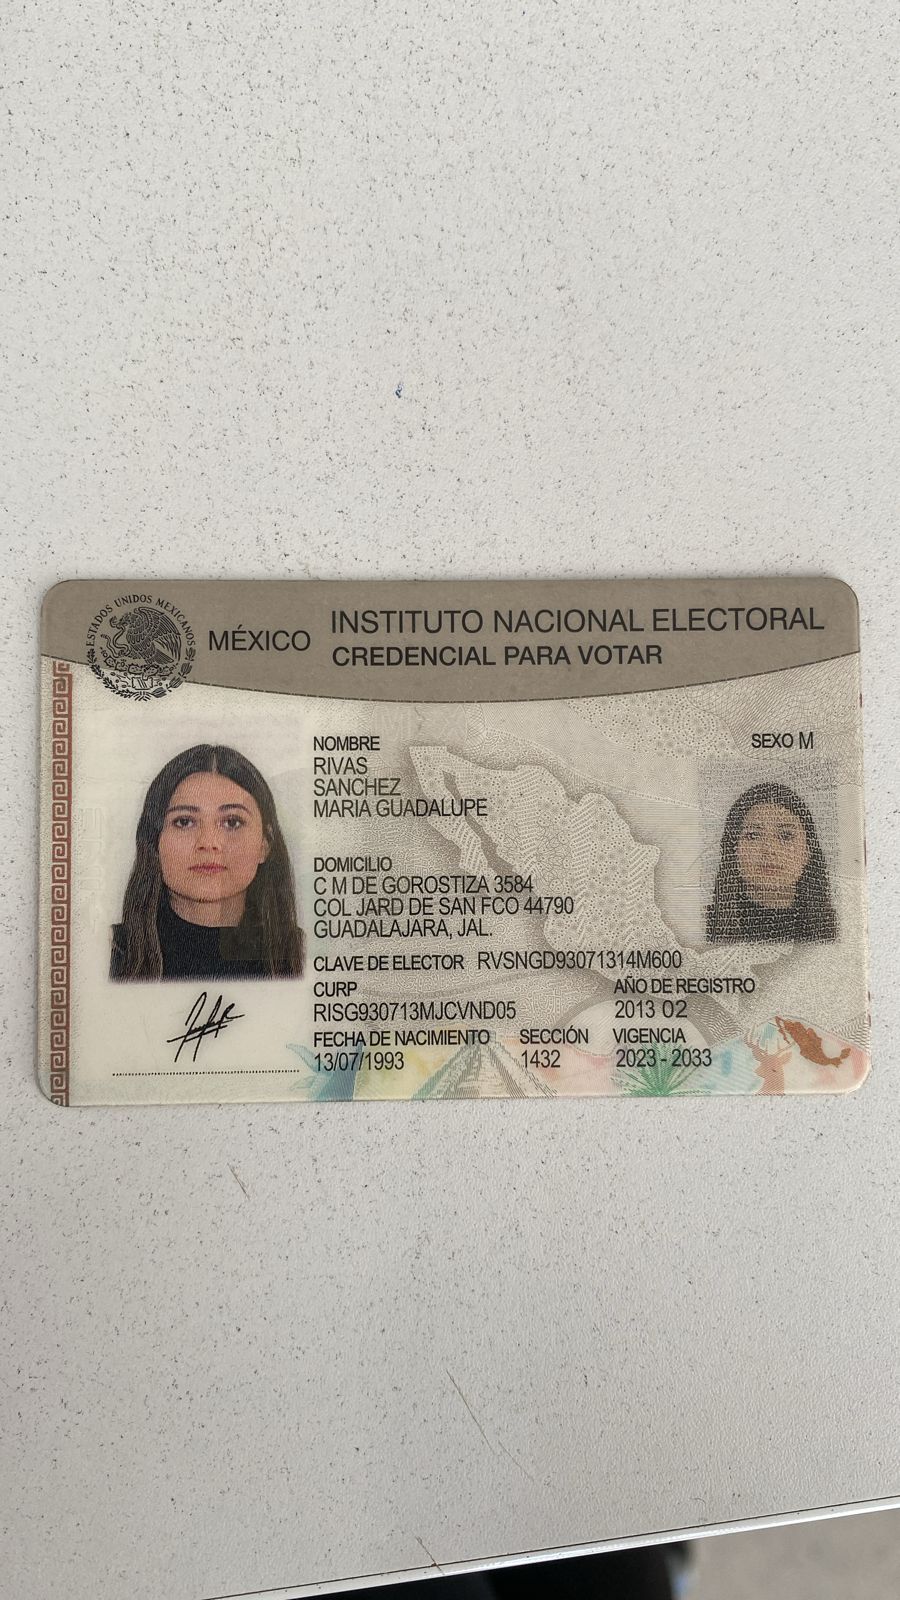 ESTADOS UNIDOS MEXICANOS
MÉXICO
INSTITUTO NACIONAL ELECTORAL
CREDENCIAL PARA VOTAR
NOMBRE
RIVAS
SANCHEZ
MARIA GUADALUPE
SEXO M
DOMICILIO
C M DE GOROSTIZA 3584
COL JARD DE SAN FCO 44790
GUADALAJARA, JAL.
CLAVE DE ELECTOR RVSNGD93071314M600
CURP
RISG930713MJCVND05
AÑO DE REGISTRO
2013 02
FECHA DE NACIMIENTO
13/07/1993
SECCIÓN
1432
VIGENCIA
2023 - 2033